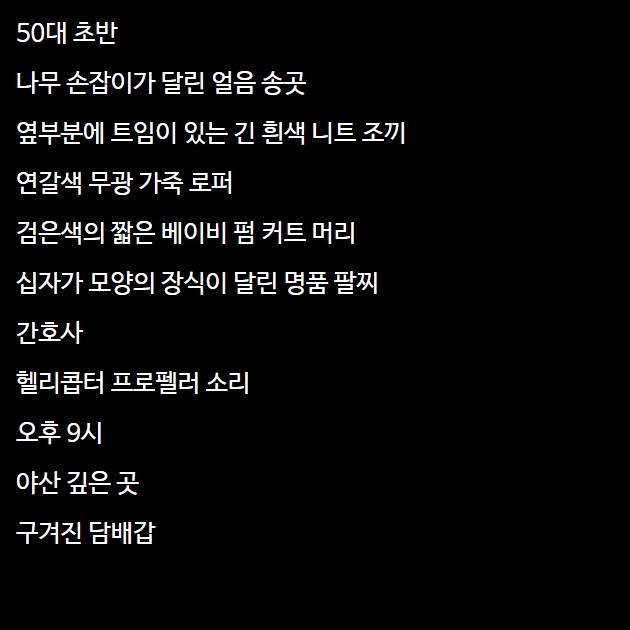 50대 초반
나무 손잡이가 달린 얼음 송곳
옆부분에 트임이 있는 긴 흰색 니트 조끼
연갈색 무광 가죽 로퍼
검은색의 짧은 베이비 펌 커트 머리
십자가 모양의 장식이 달린 명품 팔찌
간호사
헬리콥터 프로펠러 소리
오후 9시
야산 깊은 곳
구겨진 담배갑